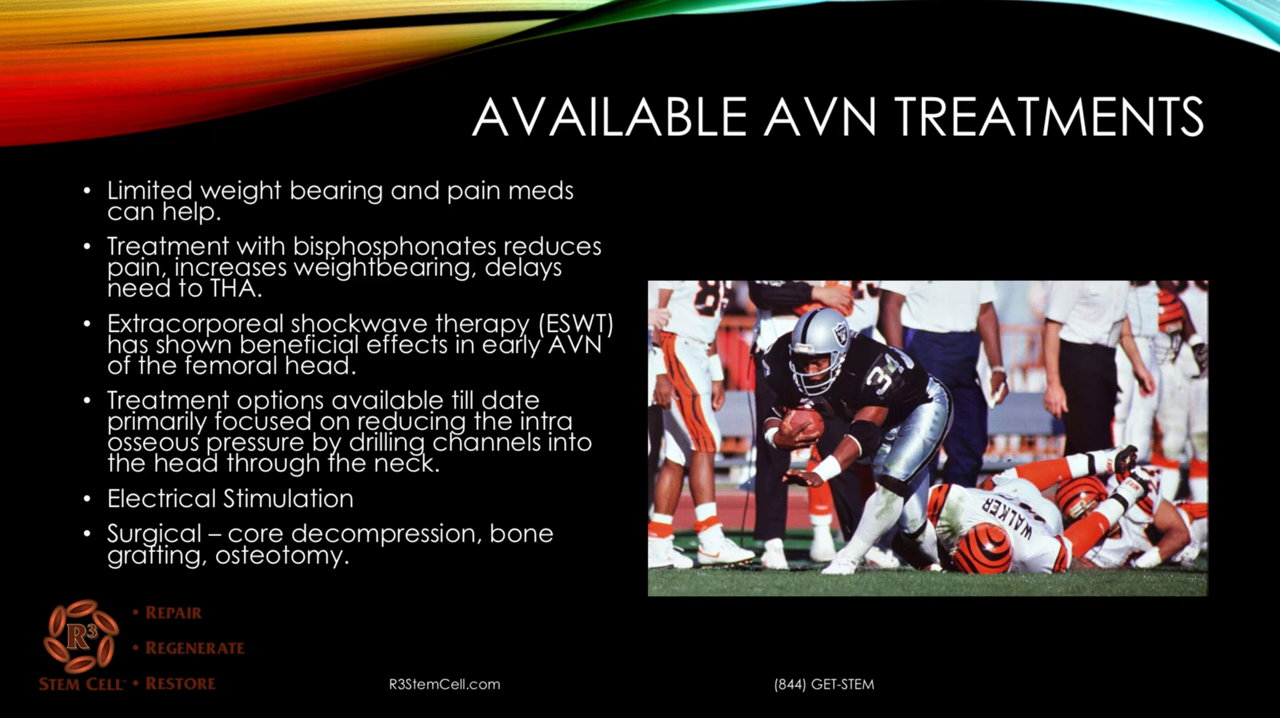 AVAILABLE AVN TREATMENTS
• Limited weight bearing and pain meds
can help.
• Treatment with bisphosphonates reduces
pain, increases weightbearing, delays
need to THA.
• Extracorporeal shockwave therapy (ESWT)
has shown beneficial effects in early AVN
of the femoral head.
• Treatment options available till date
primarily focused on reducing the intra
osseous pressure by drilling channels into
the head through the neck.
• Electrical Stimulation
• Surgical – core decompression, bone
grafting, osteotomy.
8
34
WALKER
R3
STEM CELL
• REPAIR
• REGENERATE
• RESTORE
R3StemCell.com
(844) GET-STEM